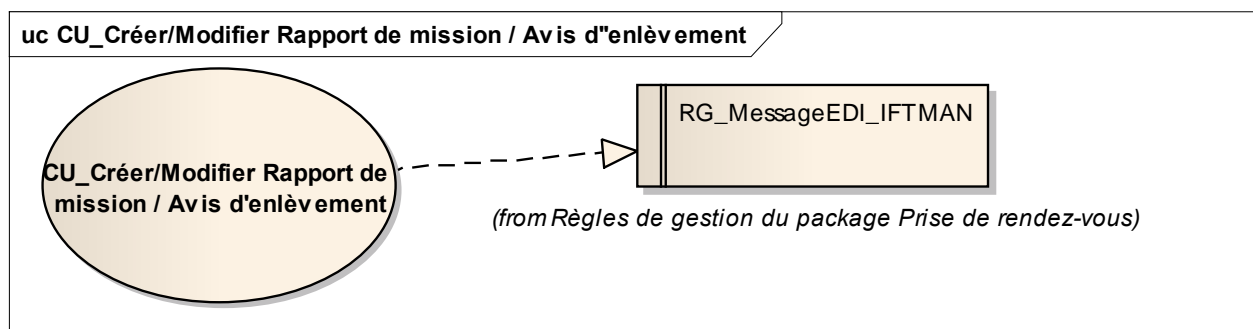 uc CU_Créer/Modifier Rapport de mission / Avis d"enlèvement
CU_Créer/Modifier Rapport de
mission / Avis d'enlèvement
RG_MessageEDI_IFTMAN
(from Règles de gestion du package Prise de rendez-vous)